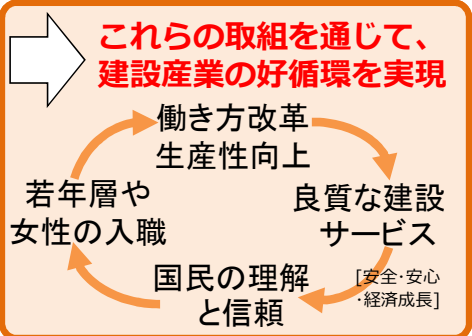 これらの取組を通じて、
建設産業の好循環を実現
働き方改革
生産性向上
良質な建設
サービス
[安全･安心
･経済成長]
国民の理解
と信頼
若年層や
女性の入職